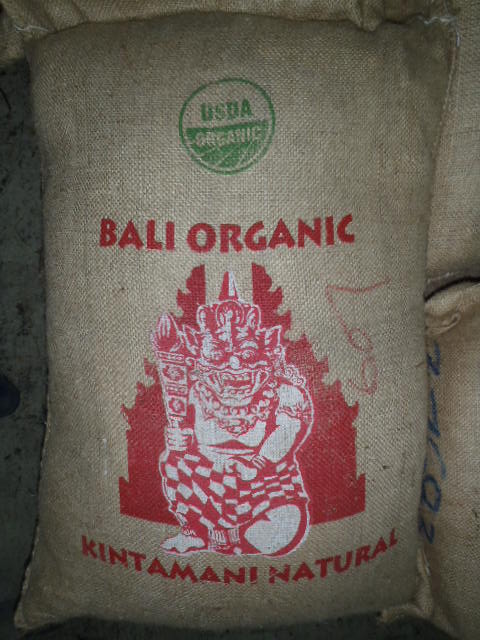 USDA
ORGANIC
BALI ORGANIC
KINTAMANI NATURAL